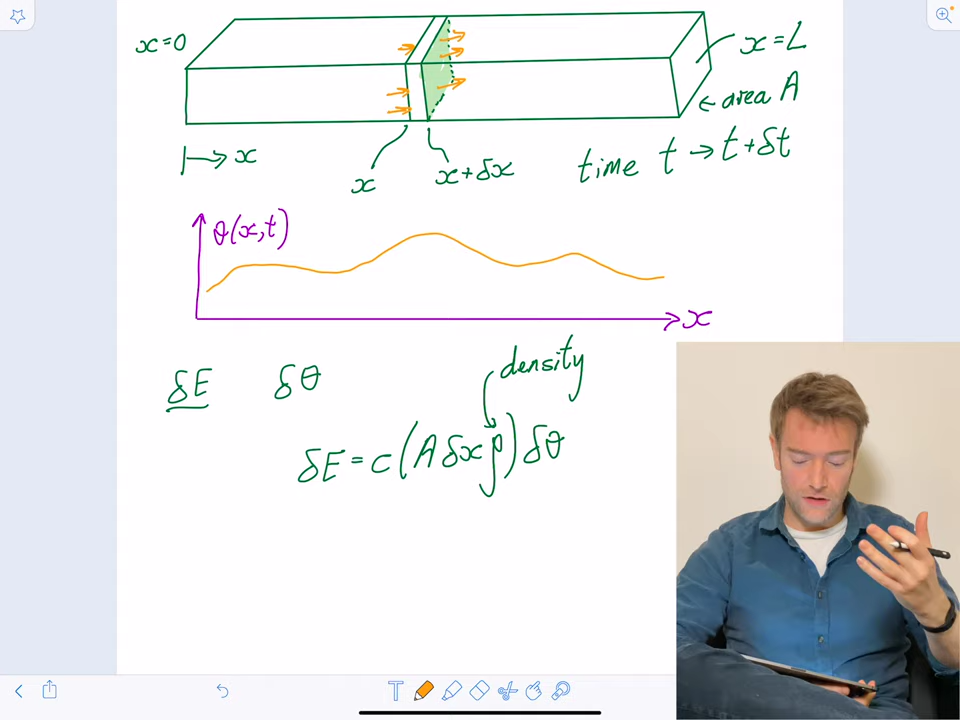 x=0
x=L
← area A
↦ x
x
x+δx
time t → t+δt
θ(x,t)
x
density
δE δθ
δE = c(Aδxρ)δθ
T